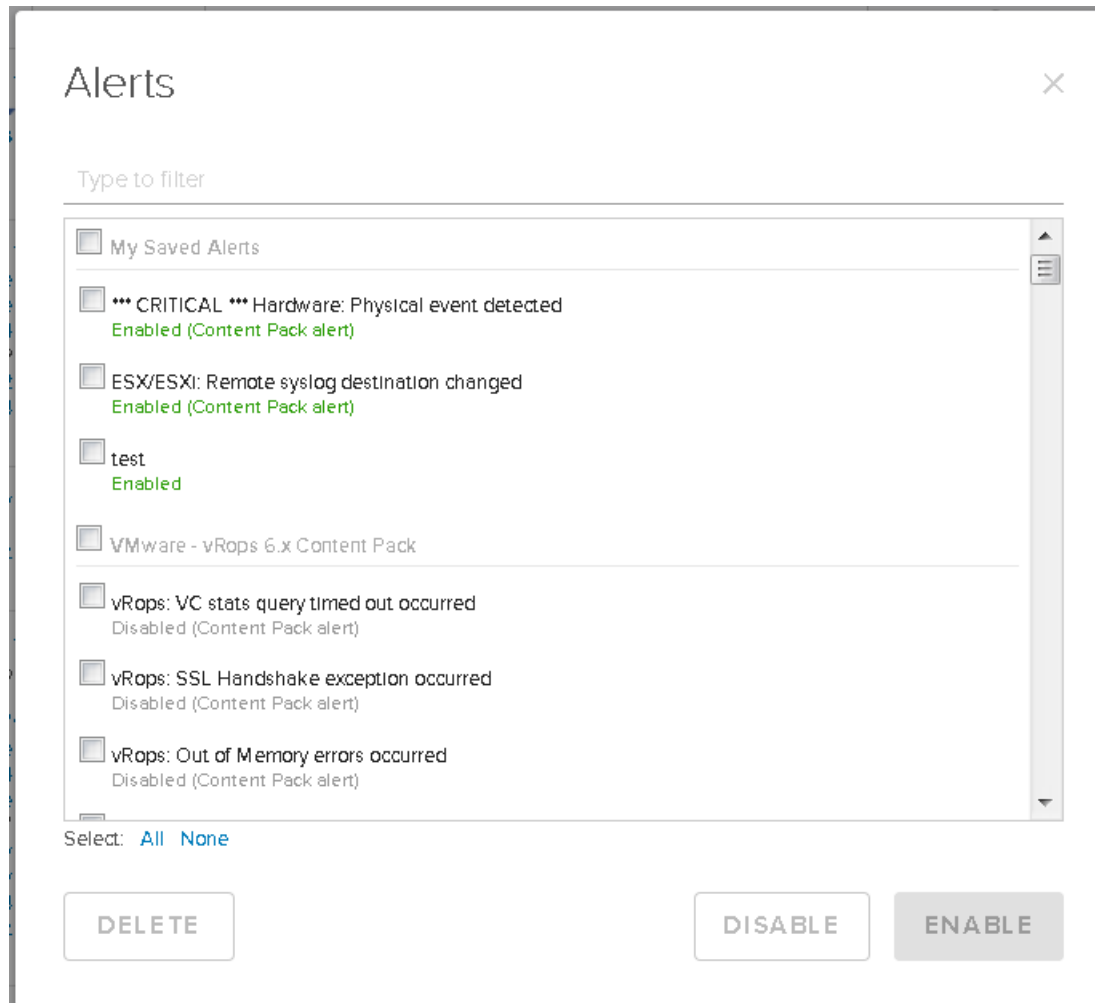 Alerts
Type to filter
My Saved Alerts
*** CRITICAL *** Hardware: Physical event detected
Enabled (Content Pack alert)
ESX/ESXi: Remote syslog destination changed
Enabled (Content Pack alert)
test
Enabled
VMware - vRops 6.x Content Pack
vRops: VC stats query timed out occurred
Disabled (Content Pack alert)
vRops: SSL Handshake exception occurred
Disabled (Content Pack alert)
vRops: Out of Memory errors occurred
Disabled (Content Pack alert)
Select: All None
DELETE DISABLE ENABLE